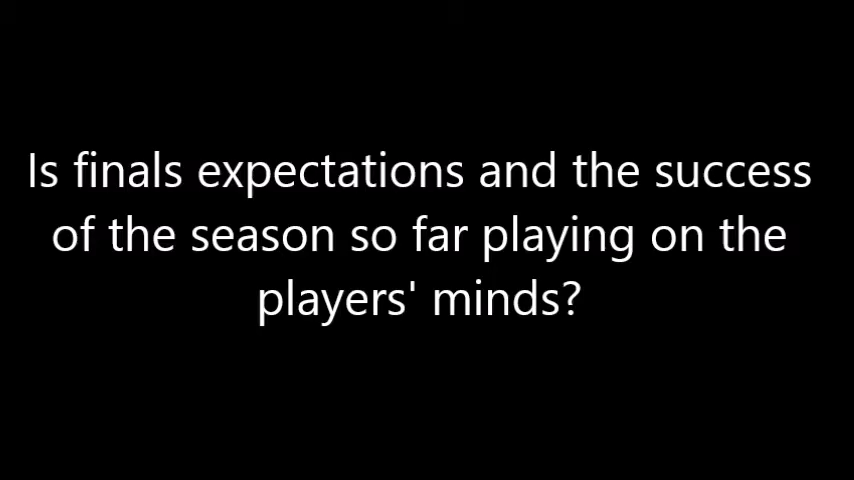 Is finals expectations and the success
of the season so far playing on the
players' minds?